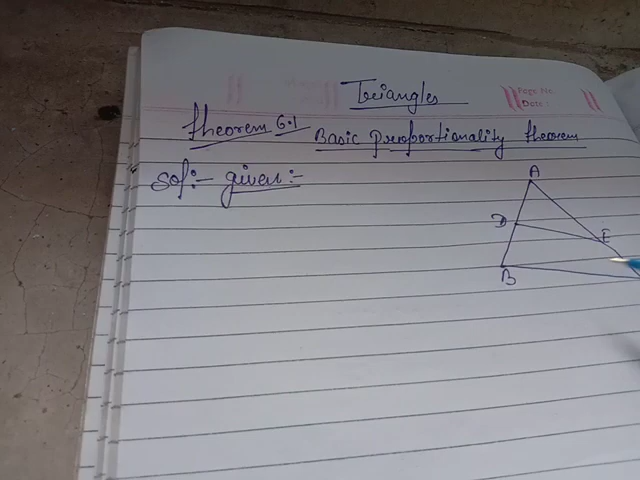 Triangles
Page No.
Date:
Theorem 6.1
Basic proportionality theorem
Sol:- given:-
A
D
E
B